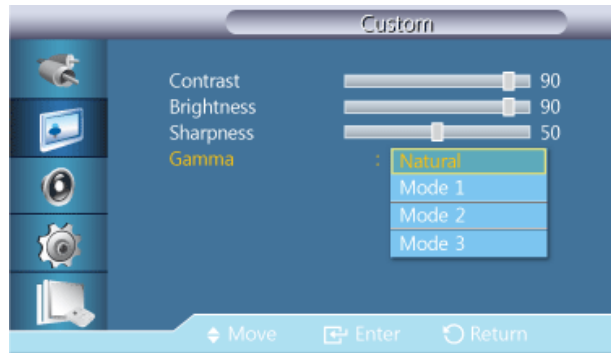 Custom
Contrast 90
Brightness 90
Sharpness 50
Gamma : Natural
Mode 1
Mode 2
Mode 3
Move Enter Return